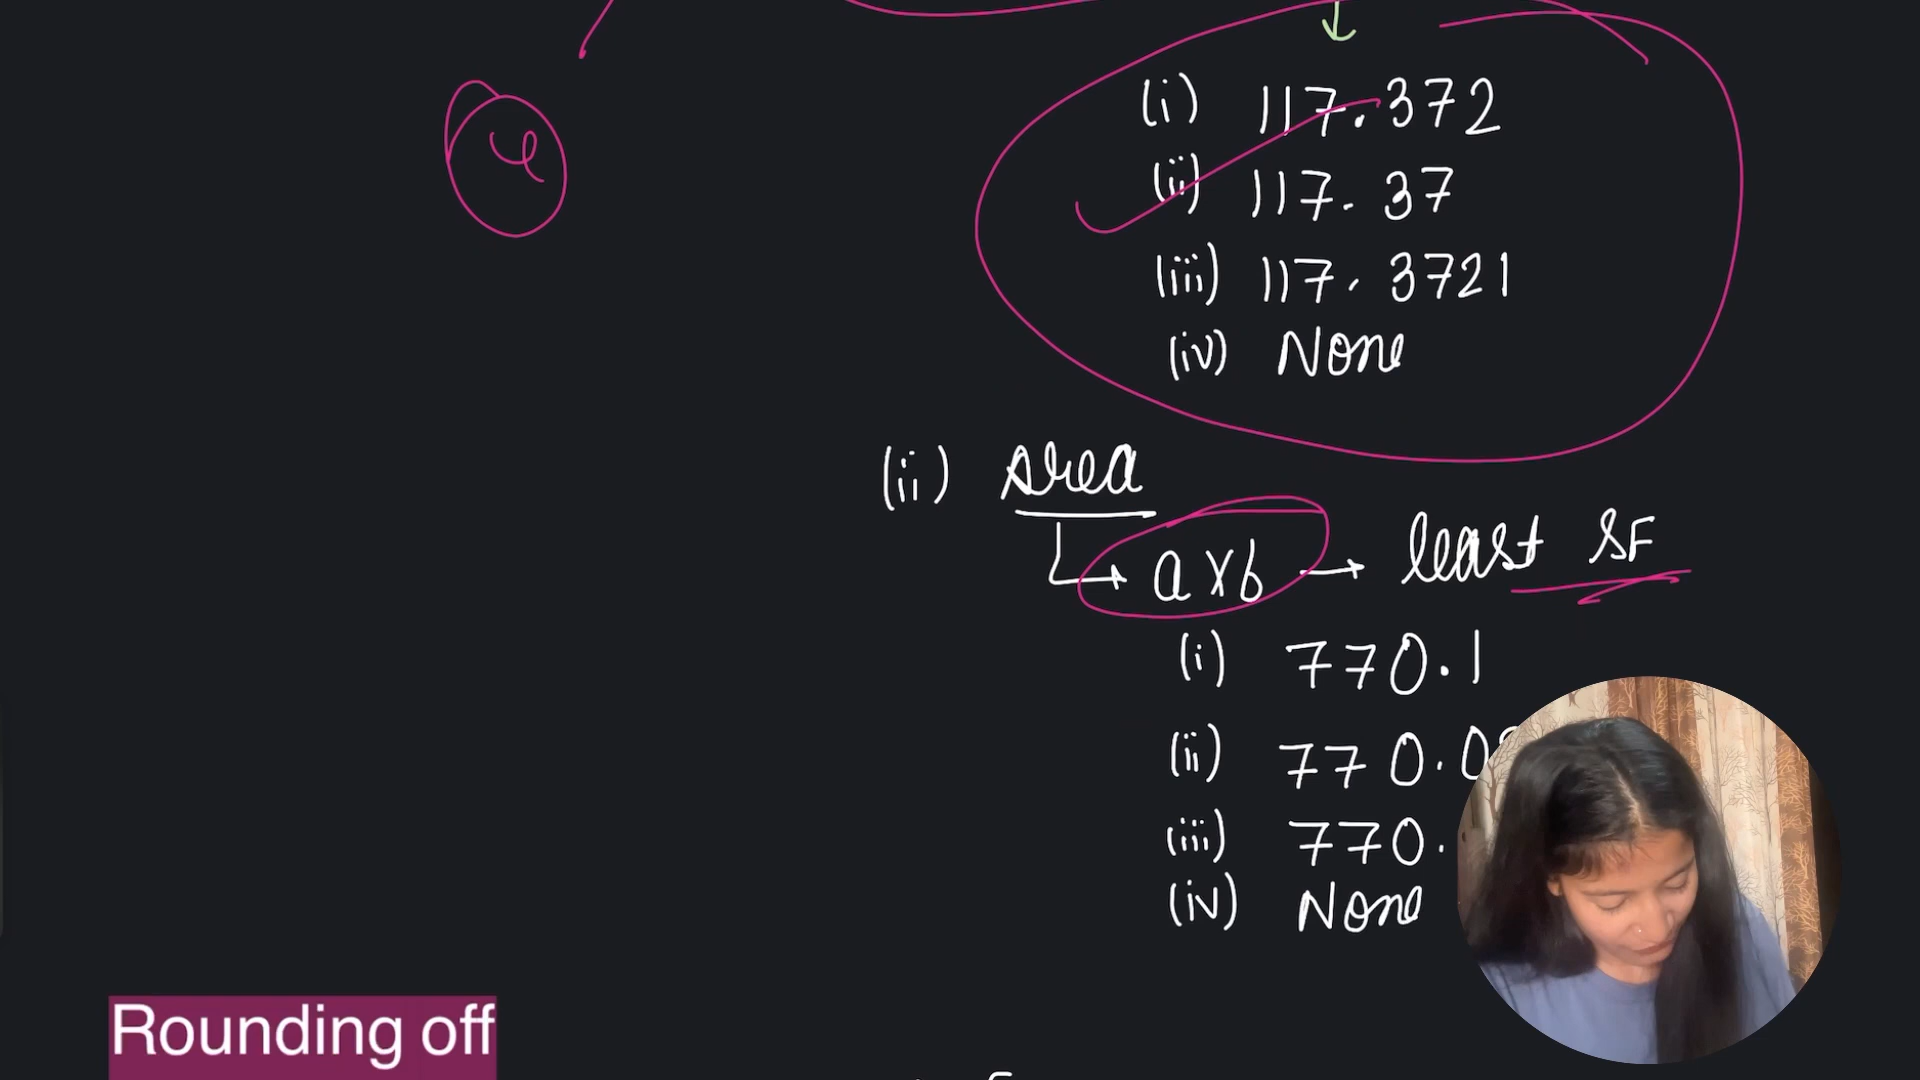 4
(i) 117.372
(ii) 117.37
(iii) 117.3721
(iv) None
(ii) Area
a x b → least SF
(i) 770.1
(ii) 770.0
(iii) 770.
(iv) None
Rounding off